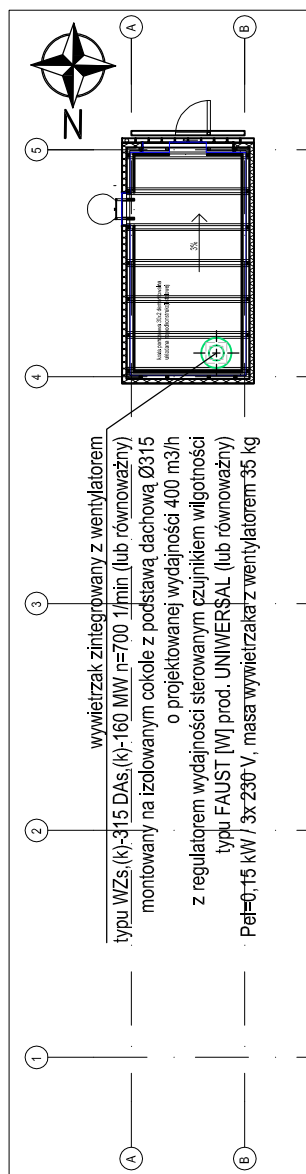 wywietrzak zintegrowany z wentylatorem
typu WZs,(k)-315 DAs,(k)-160 MW n=700 1/min (lub równoważny)
montowany na izolowanym cokole z podstawą dachową Ø315
o projektowanej wydajności 400 m3/h
z regulatorem wydajności sterowanym czujnikiem wilgotności
typu FAUST [W] prod. UNIWERSAL (lub równoważny)
Pel=0,15 kW / 3x 230 V, masa wywietrzaka z wentylatorem 35 kg
3%
N
1
2
3
4
5
A
B
A
B